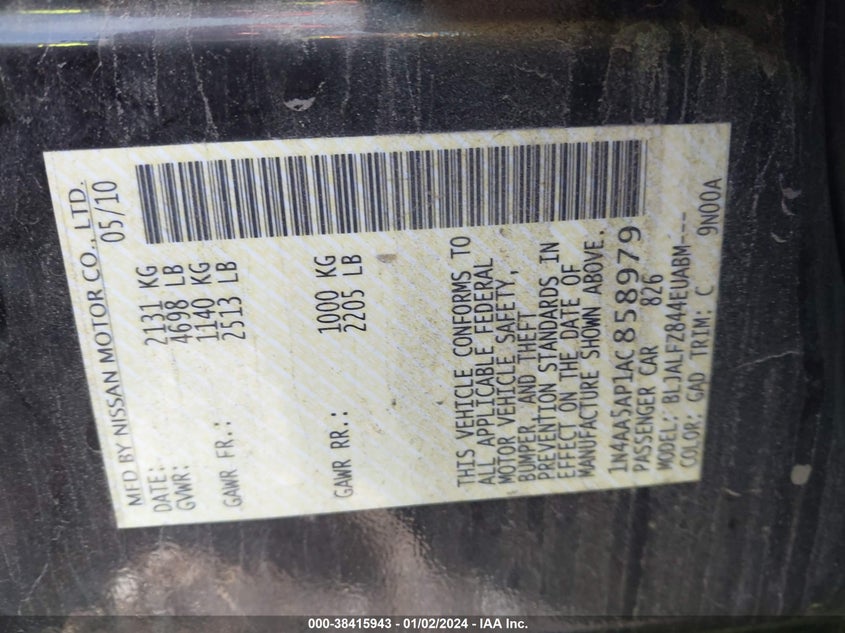 MFD BY NISSAN MOTOR CO., LTD.
DATE: 05/10
GVWR: 2131 KG
4698 LB
GAWR FR.: 1140 KG
2513 LB
GAWR RR.: 1000 KG
2205 LB
THIS VEHICLE CONFORMS TO
ALL APPLICABLE FEDERAL
MOTOR VEHICLE SAFETY,
BUMPER, AND THEFT
PREVENTION STANDARDS IN
EFFECT ON THE DATE OF
MANUFACTURE SHOWN ABOVE.
1N4AA5AP1AC858979
PASSENGER CAR 826
MODEL: BLJALFZ844EUABM---
COLOR: GAD TRIM: C 9N00A
000-38415943 - 01/02/2024 - IAA Inc.